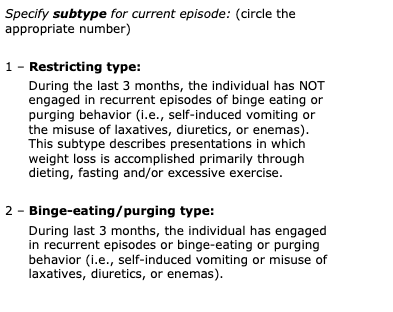 Specify subtype for current episode: (circle the
appropriate number)
1 – Restricting type:
During the last 3 months, the individual has NOT
engaged in recurrent episodes of binge eating or
purging behavior (i.e., self-induced vomiting or
the misuse of laxatives, diuretics, or enemas).
This subtype describes presentations in which
weight loss is accomplished primarily through
dieting, fasting and/or excessive exercise.
2 – Binge-eating/purging type:
During last 3 months, the individual has engaged
in recurrent episodes or binge-eating or purging
behavior (i.e., self-induced vomiting or misuse of
laxatives, diuretics, or enemas).